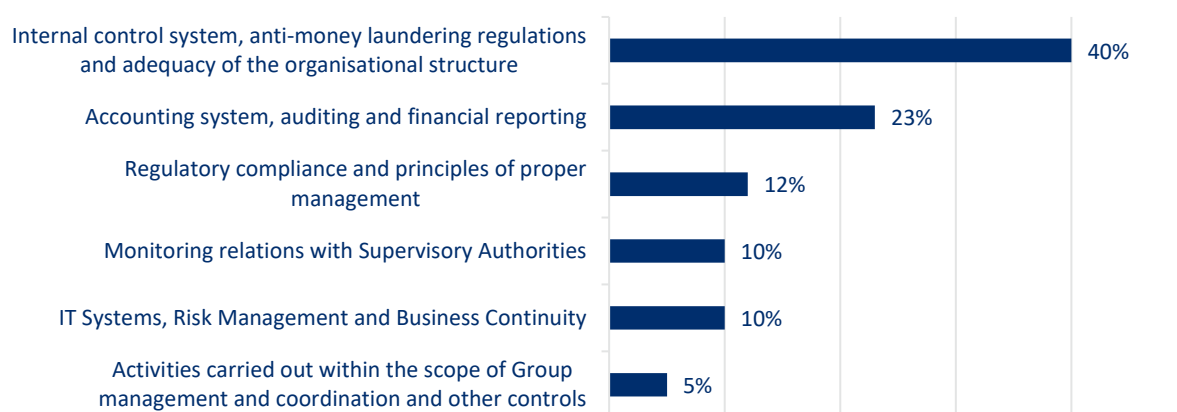 Internal control system, anti-money laundering regulations
and adequacy of the organisational structure
40%
Accounting system, auditing and financial reporting
23%
Regulatory compliance and principles of proper
management
12%
Monitoring relations with Supervisory Authorities
10%
IT Systems, Risk Management and Business Continuity
10%
Activities carried out within the scope of Group
management and coordination and other controls
5%